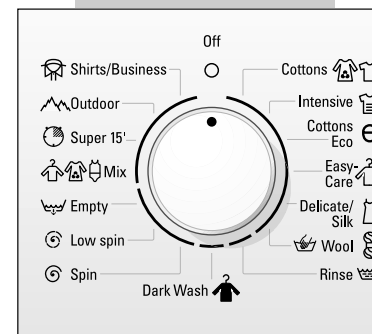 Off
Shirts/Business
Outdoor
Super 15'
Mix
Empty
Low spin
Spin
Dark Wash
Cottons
Intensive
Cottons
Eco
Easy-
Care
Delicate/
Silk
Wool
Rinse